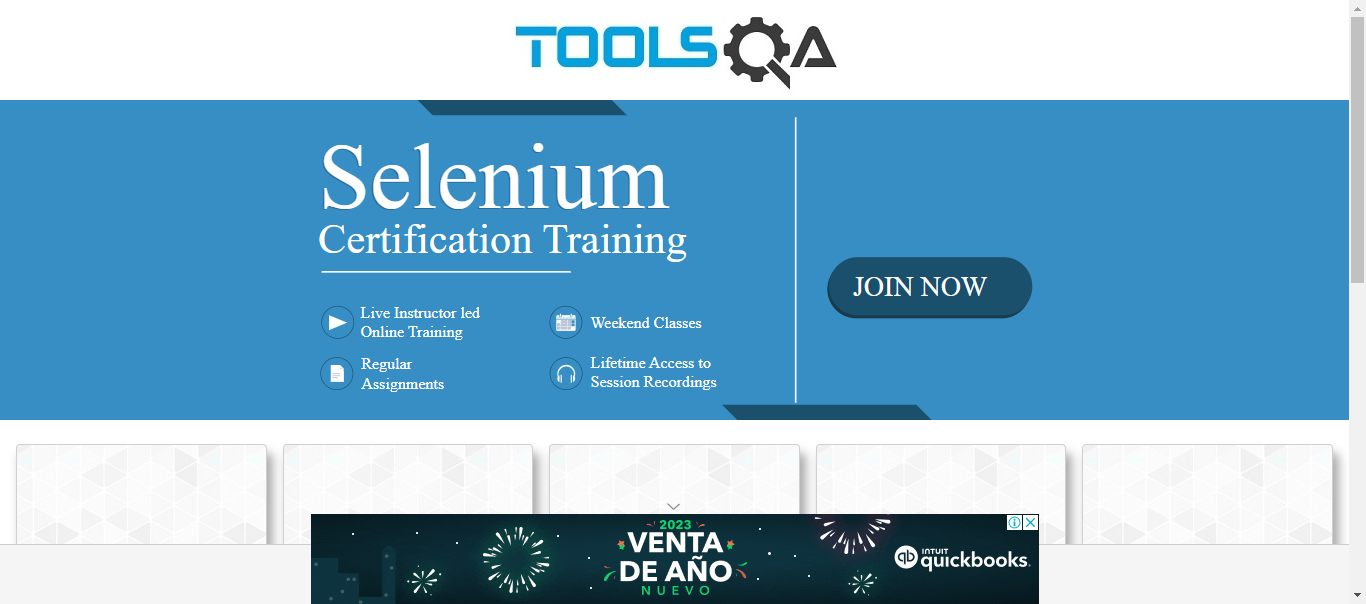 TOOLSQA
Selenium
Certification Training
JOIN NOW
Live Instructor led
Online Training
Weekend Classes
Regular
Assignments
Lifetime Access to
Session Recordings
2023
VENTA
DE AÑO
NUEVO
qb INTUIT
quickbooks.